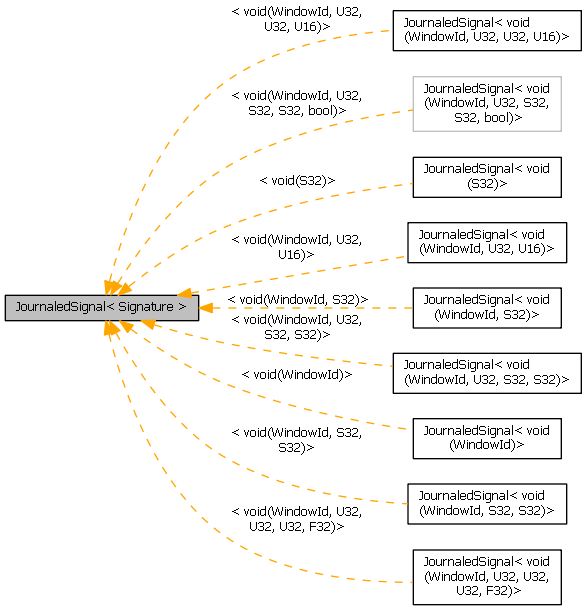 < void(WindowId, U32,
U32, U16)>
JournaledSignal< void
(WindowId, U32, U32, U16)>
< void(WindowId, U32,
S32, S32, bool)>
JournaledSignal< void
(WindowId, U32, S32,
S32, bool)>
< void(S32)>
JournaledSignal< void
(S32)>
< void(WindowId, U32,
U16)>
JournaledSignal< void
(WindowId, U32, U16)>
JournaledSignal< Signature >
< void(WindowId, S32)>
JournaledSignal< void
(WindowId, S32)>
< void(WindowId, U32,
S32, S32)>
JournaledSignal< void
(WindowId, U32, S32, S32)>
< void(WindowId)>
JournaledSignal< void
(WindowId)>
< void(WindowId, S32,
S32)>
JournaledSignal< void
(WindowId, S32, S32)>
< void(WindowId, U32,
U32, U32, F32)>
JournaledSignal< void
(WindowId, U32, U32,
U32, F32)>